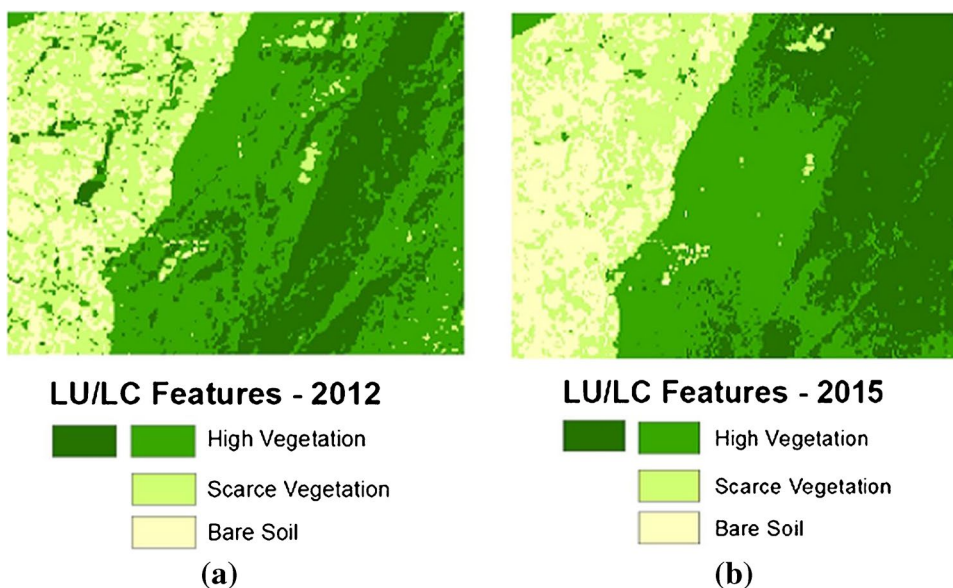 LU/LC Features - 2012
High Vegetation
Scarce Vegetation
Bare Soil
(a)
LU/LC Features - 2015
High Vegetation
Scarce Vegetation
Bare Soil
(b)